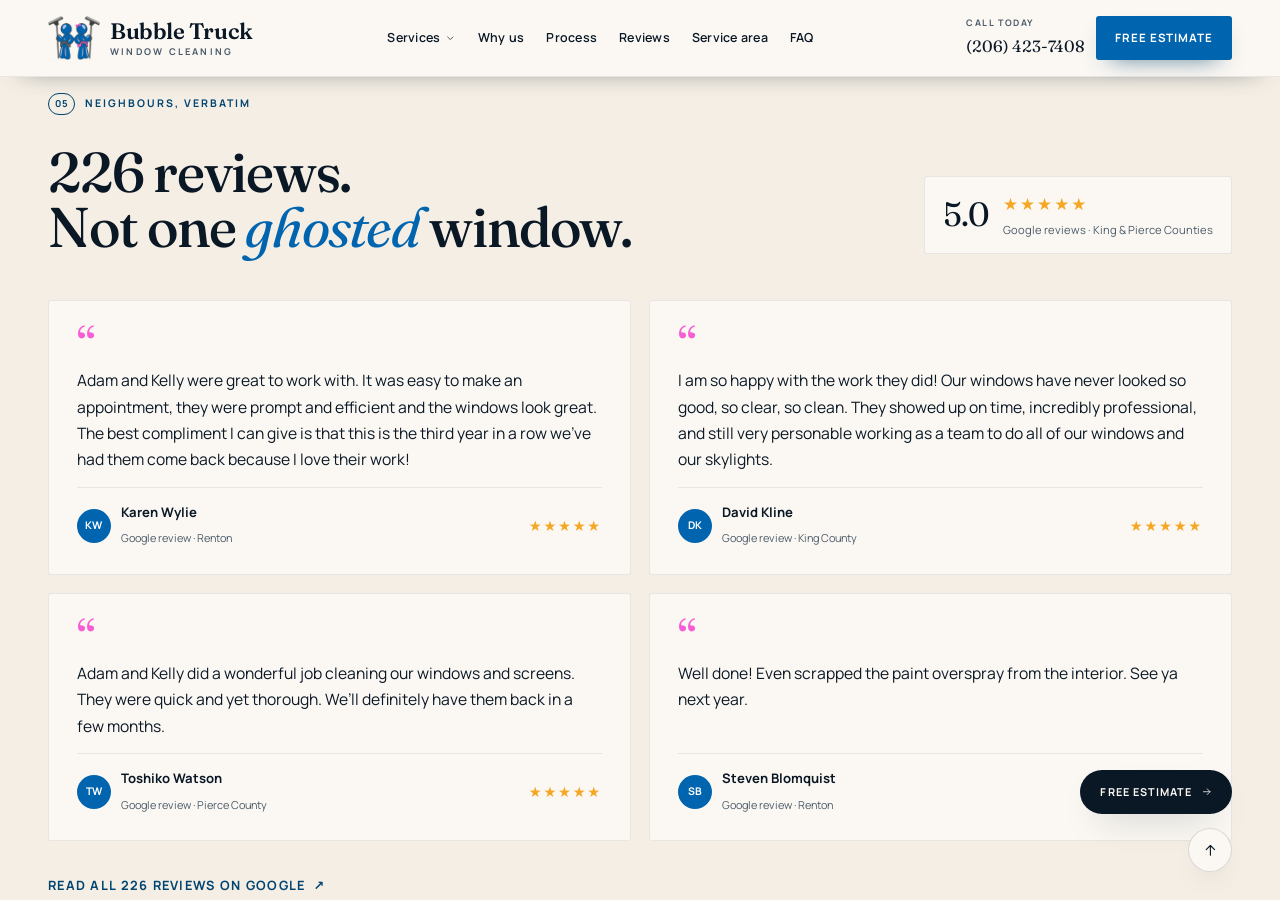 Bubble Truck
WINDOW CLEANING
Services
Why us
Process
Reviews
Service area
FAQ
CALL TODAY
(206) 423-7408
FREE ESTIMATE
05 NEIGHBOURS, VERBATIM
226 reviews.
Not one ghosted window.
5.0 ★★★★★
Google reviews · King & Pierce Counties
“
Adam and Kelly were great to work with. It was easy to make an
appointment, they were prompt and efficient and the windows look great.
The best compliment I can give is that this is the third year in a row we’ve
had them come back because I love their work!
KW
Karen Wylie
Google review · Renton
★★★★★
“
I am so happy with the work they did! Our windows have never looked so
good, so clear, so clean. They showed up on time, incredibly professional,
and still very personable working as a team to do all of our windows and
our skylights.
DK
David Kline
Google review · King County
★★★★★
“
Adam and Kelly did a wonderful job cleaning our windows and screens.
They were quick and yet thorough. We’ll definitely have them back in a
few months.
TW
Toshiko Watson
Google review · Pierce County
★★★★★
“
Well done! Even scrapped the paint overspray from the interior. See ya
next year.
SB
Steven Blomquist
Google review · Renton
FREE ESTIMATE →
↑
READ ALL 226 REVIEWS ON GOOGLE ↗